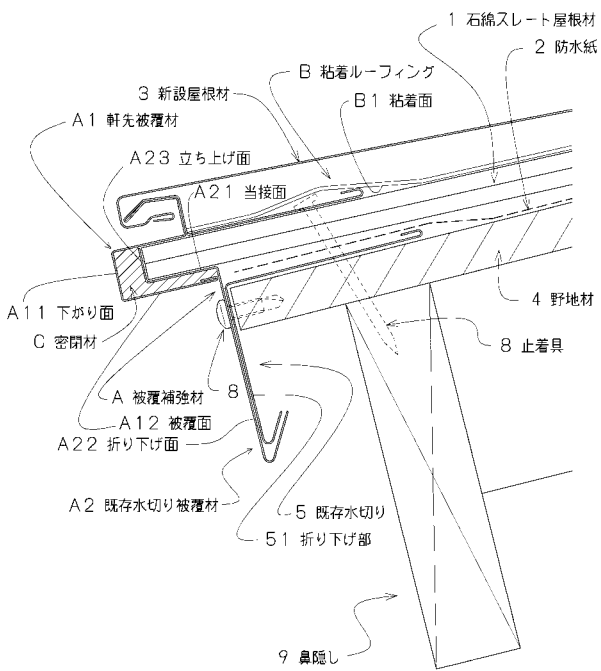 1 石綿スレート屋根材
2 防水紙
B 粘着ルーフィング
3 新設屋根材
B1 粘着面
A1 軒先被覆材
A23 立ち上げ面
A21 当接面
A11 下がり面
4 野地材
C 密閉材
8 止着具
A 被覆補強材
8
A12 被覆面
A22 折り下げ面
A2 既存水切り被覆材
5 既存水切り
51 折り下げ部
9 鼻隠し